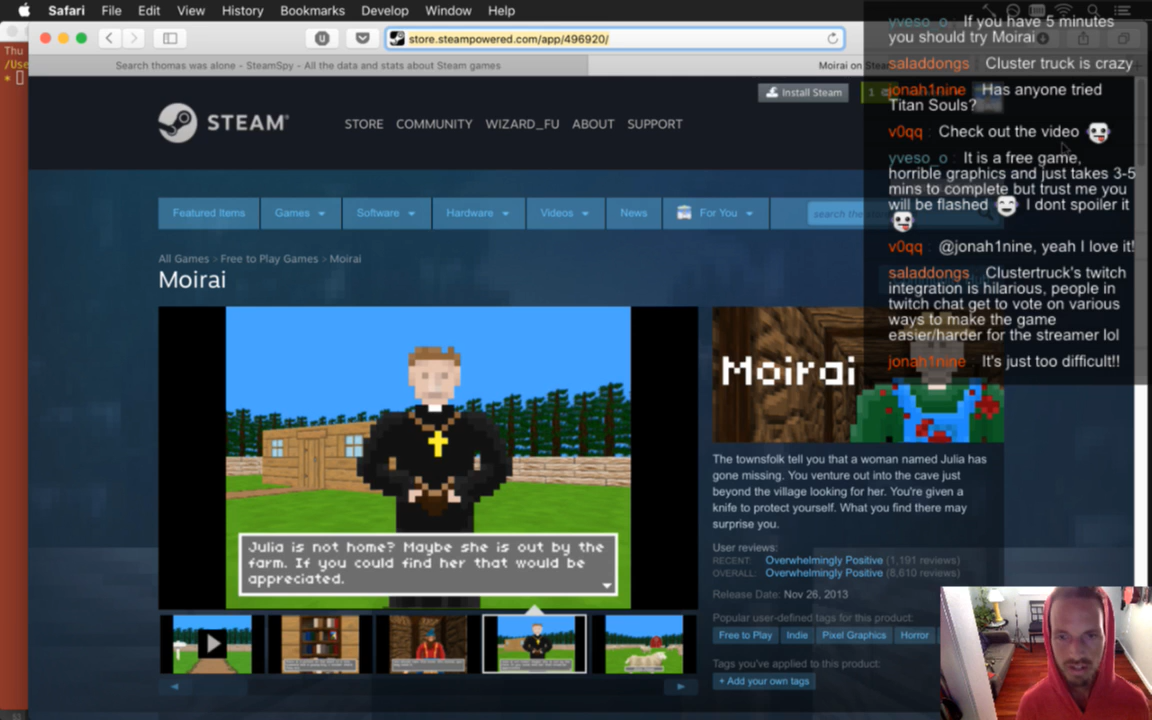 Safari File Edit View History Bookmarks Develop Window Help
store.steampowered.com/app/496920/
Search thomas was alone - SteamSpy - All the data and stats about Steam games
Moirai on
Thu
/Use
STEAM
STORE COMMUNITY WIZARD_FU ABOUT SUPPORT
Install Steam
1
Featured Items Games Software Hardware Videos News For You
search the
All Games > Free to Play Games > Moirai
Moirai
Julia is not home? Maybe she is out by the
farm. If you could find her that would be
appreciated.
Moirai
The townsfolk tell you that a woman named Julia has
gone missing. You venture out into the cave just
beyond the village looking for her. You're given a
knife to protect yourself. What you find there may
surprise you.
User reviews:
RECENT: Overwhelmingly Positive (1,191 reviews)
OVERALL: Overwhelmingly Positive (8,610 reviews)
Release Date: Nov 26, 2013
Popular user-defined tags for this product:
Free to Play Indie Pixel Graphics Horror
Tags you've applied to this product:
+ Add your own tags
yveso_o : If you have 5 minutes
you should try Moirai
saladdongs : Cluster truck is crazy
jonah1nine : Has anyone tried
Titan Souls?
v0qq : Check out the video
yveso_o : It is a free game,
horrible graphics and just takes 3-5
mins to complete but trust me you
will be flashed I dont spoiler it
v0qq : @jonah1nine, yeah I love it!
saladdongs : Clustertruck's twitch
integration is hilarious, people in
twitch chat get to vote on various
ways to make the game
easier/harder for the streamer lol
jonah1nine : It's just too difficult!!